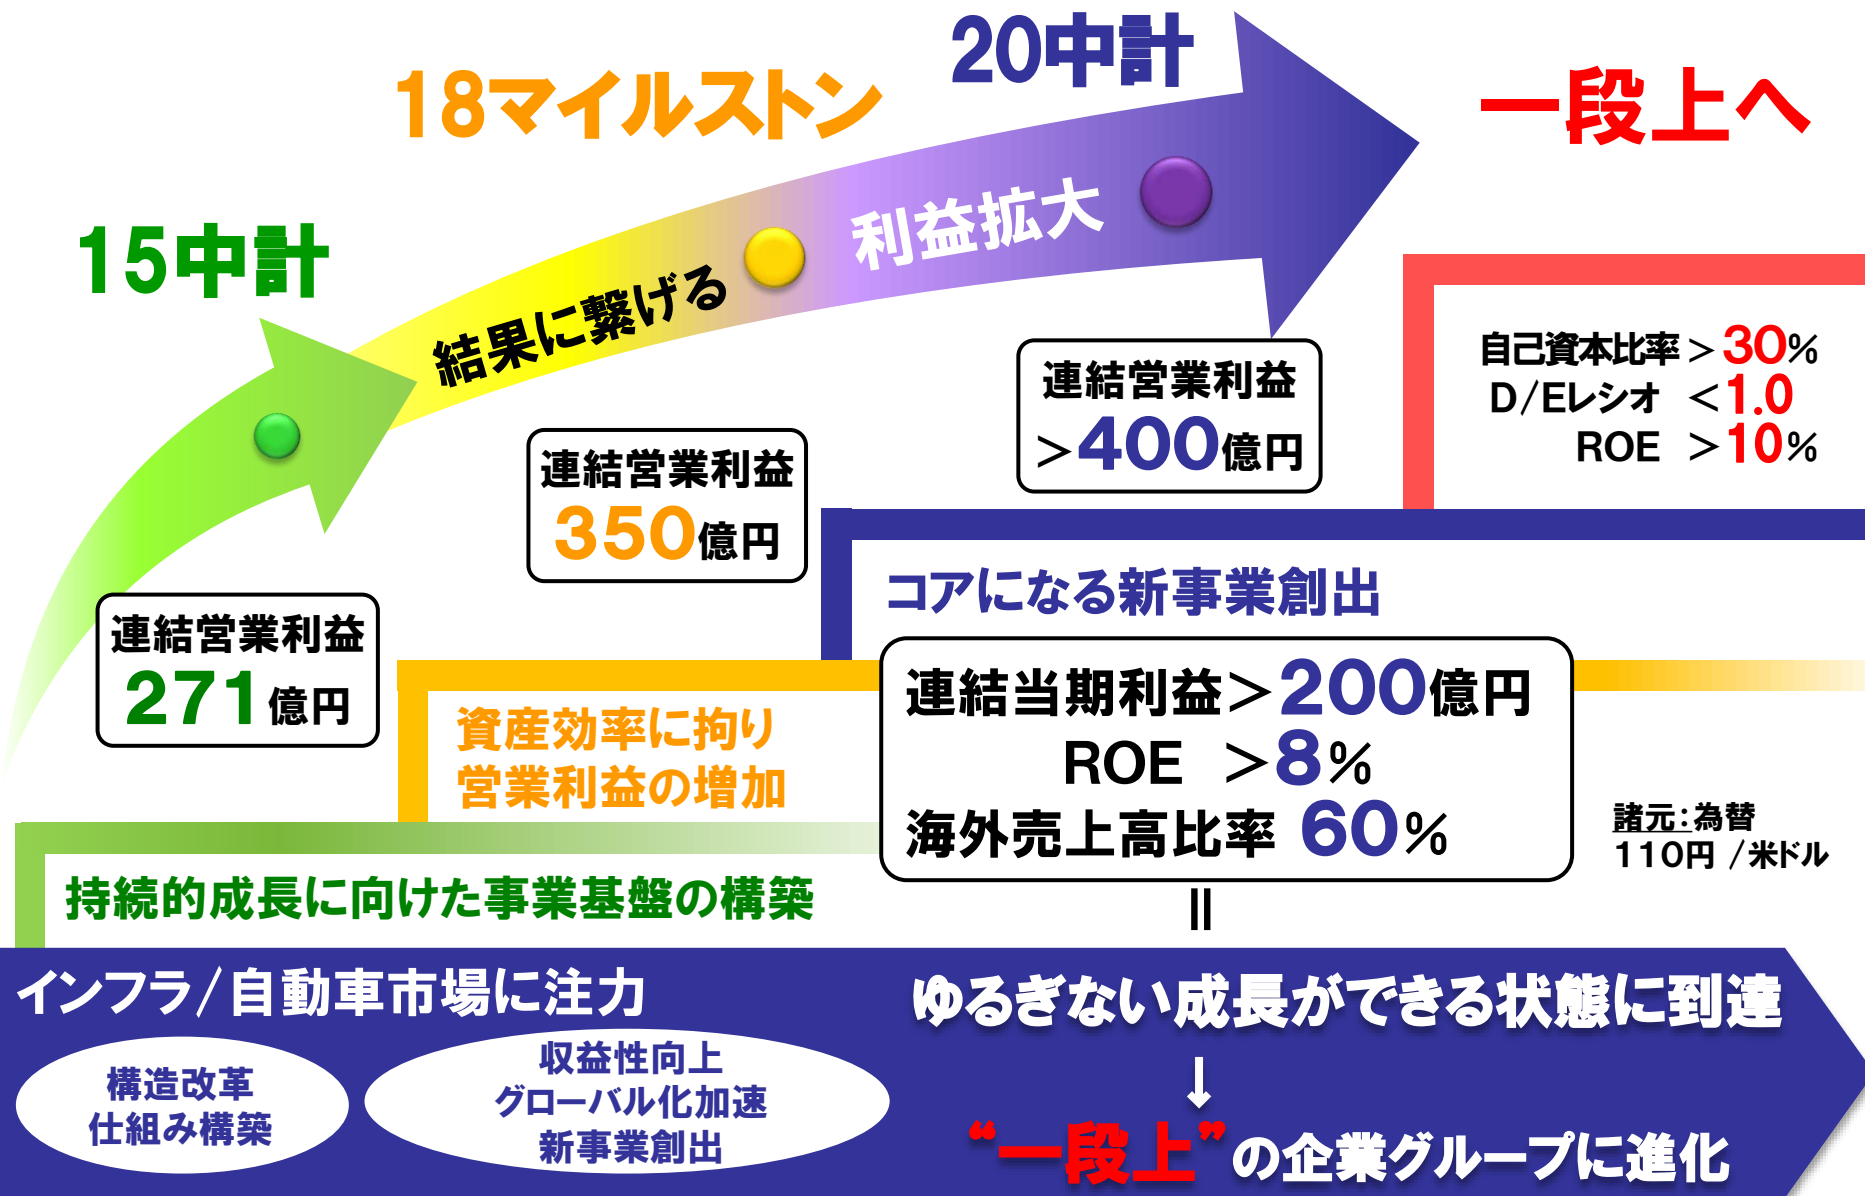 15中計
18マイルストン
20中計
一段上へ
結果に繋げる
利益拡大
連結営業利益
271億円
連結営業利益
350億円
連結営業利益
＞400億円
自己資本比率＞30%
D/Eレシオ ＜1.0
ROE ＞10%
コアになる新事業創出
連結当期利益＞200億円
ROE ＞8%
海外売上高比率 60%
資産効率に拘り
営業利益の増加
諸元：為替
110円 /米ドル
持続的成長に向けた事業基盤の構築
=
インフラ/自動車市場に注力
構造改革
仕組み構築
収益性向上
グローバル化加速
新事業創出
ゆるぎない成長ができる状態に到達
↓
“一段上”の企業グループに進化